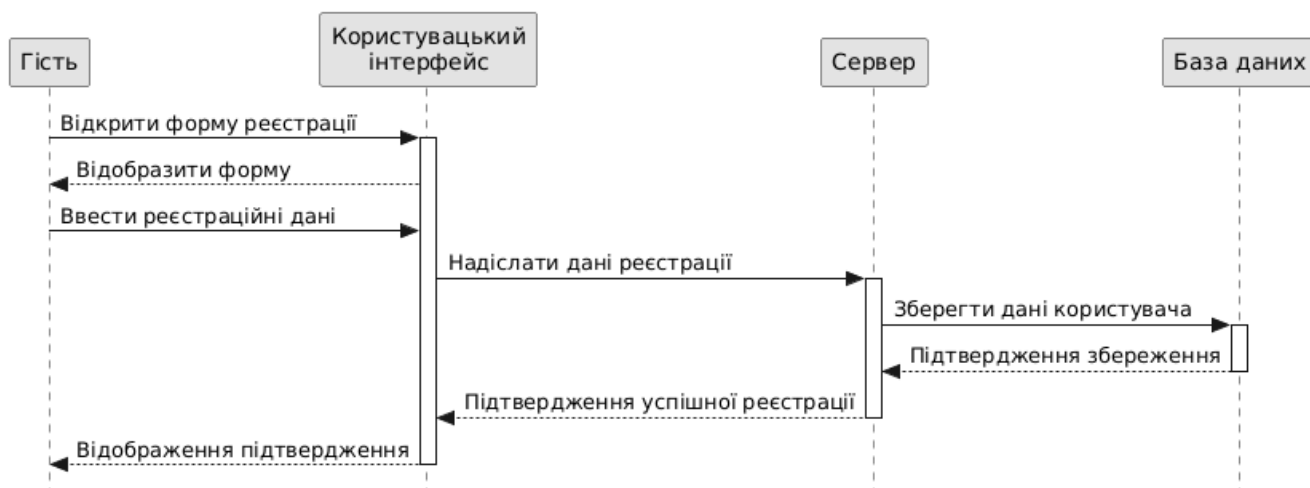 Гість
Користувацький
інтерфейс
Сервер
База даних
Відкрити форму реєстрації
Відобразити форму
Ввести реєстраційні дані
Надіслати дані реєстрації
Зберегти дані користувача
Підтвердження збереження
Підтвердження успішної реєстрації
Відображення підтвердження